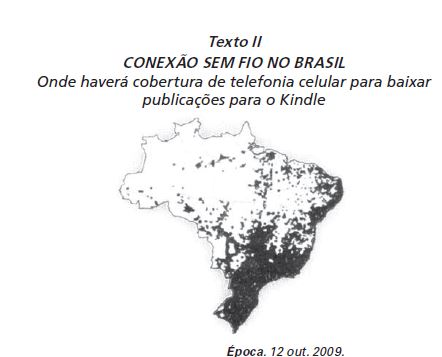 Texto II
CONEXÃO SEM FIO NO BRASIL
Onde haverá cobertura de telefonia celular para baixar
publicações para o Kindle
Época. 12 out. 2009.